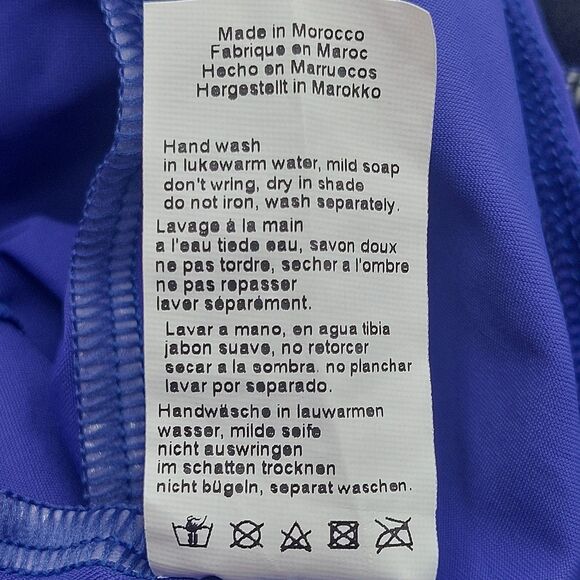 Made in Morocco
Fabrique en Maroc
Hecho en Marruecos
Hergestellt in Marokko
Hand wash
in lukewarm water, mild soap
don't wring, dry in shade
do not iron, wash separately.
Lavage á la main
a l'eau tiede eau, savon doux
ne pas tordre, secher a l'ombre
ne pas repasser
laver séparément.
Lavar a mano, en agua tibia
jabon suave, no retorcer
secar a la sombra. no planchar
lavar por separado.
Handwäsche in lauwarmen
wasser, milde seife
nicht auswringen
im schatten trocknen
nicht bügeln, separat waschen.